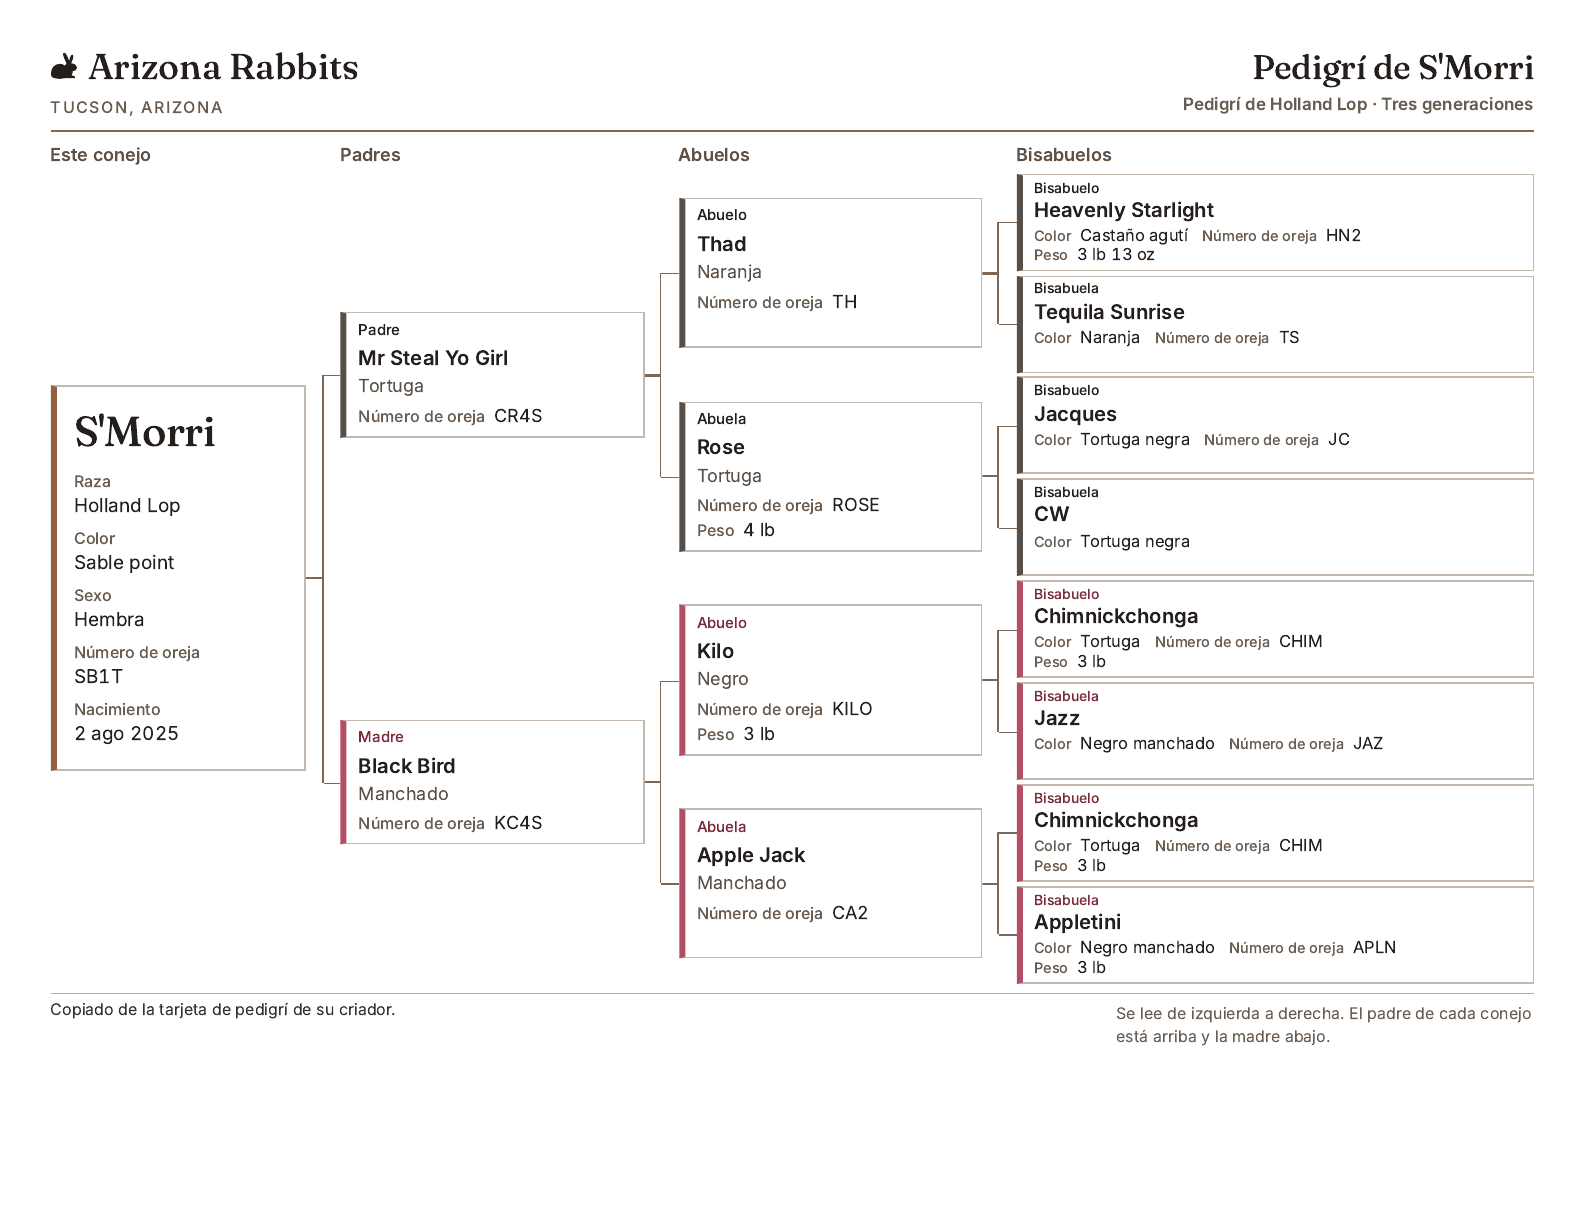 Arizona Rabbits
TUCSON, ARIZONA
Pedigrí de S'Morri
Pedigrí de Holland Lop · Tres generaciones
Este conejo
Padres
Abuelos
Bisabuelos
S'Morri
Raza
Holland Lop
Color
Sable point
Sexo
Hembra
Número de oreja
SB1T
Nacimiento
2 ago 2025
Padre
Mr Steal Yo Girl
Tortuga
Número de oreja CR4S
Madre
Black Bird
Manchado
Número de oreja KC4S
Abuelo
Thad
Naranja
Número de oreja TH
Abuela
Rose
Tortuga
Número de oreja ROSE
Peso 4 lb
Abuelo
Kilo
Negro
Número de oreja KILO
Peso 3 lb
Abuela
Apple Jack
Manchado
Número de oreja CA2
Bisabuelo
Heavenly Starlight
Color Castaño agutí Número de oreja HN2
Peso 3 lb 13 oz
Bisabuela
Tequila Sunrise
Color Naranja Número de oreja TS
Bisabuelo
Jacques
Color Tortuga negra Número de oreja JC
Bisabuela
CW
Color Tortuga negra
Bisabuelo
Chimnickchonga
Color Tortuga Número de oreja CHIM
Peso 3 lb
Bisabuela
Jazz
Color Negro manchado Número de oreja JAZ
Bisabuelo
Chimnickchonga
Color Tortuga Número de oreja CHIM
Peso 3 lb
Bisabuela
Appletini
Color Negro manchado Número de oreja APLN
Peso 3 lb
Copiado de la tarjeta de pedigrí de su criador.
Se lee de izquierda a derecha. El padre de cada conejo
está arriba y la madre abajo.